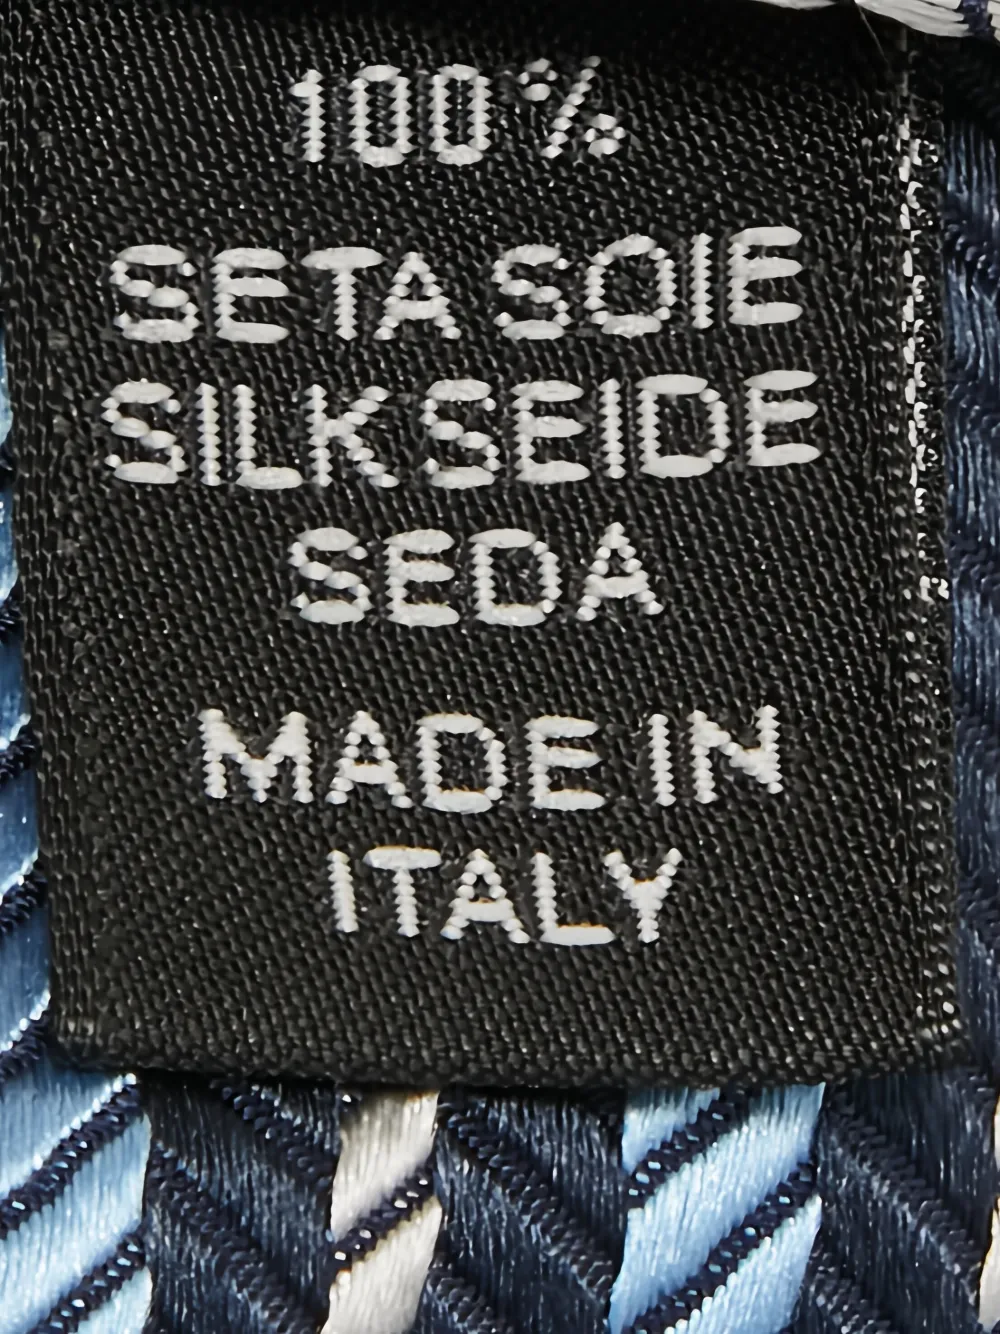 100%
SETA SOIE
SILK SEIDE
SEDA
MADE IN
ITALY